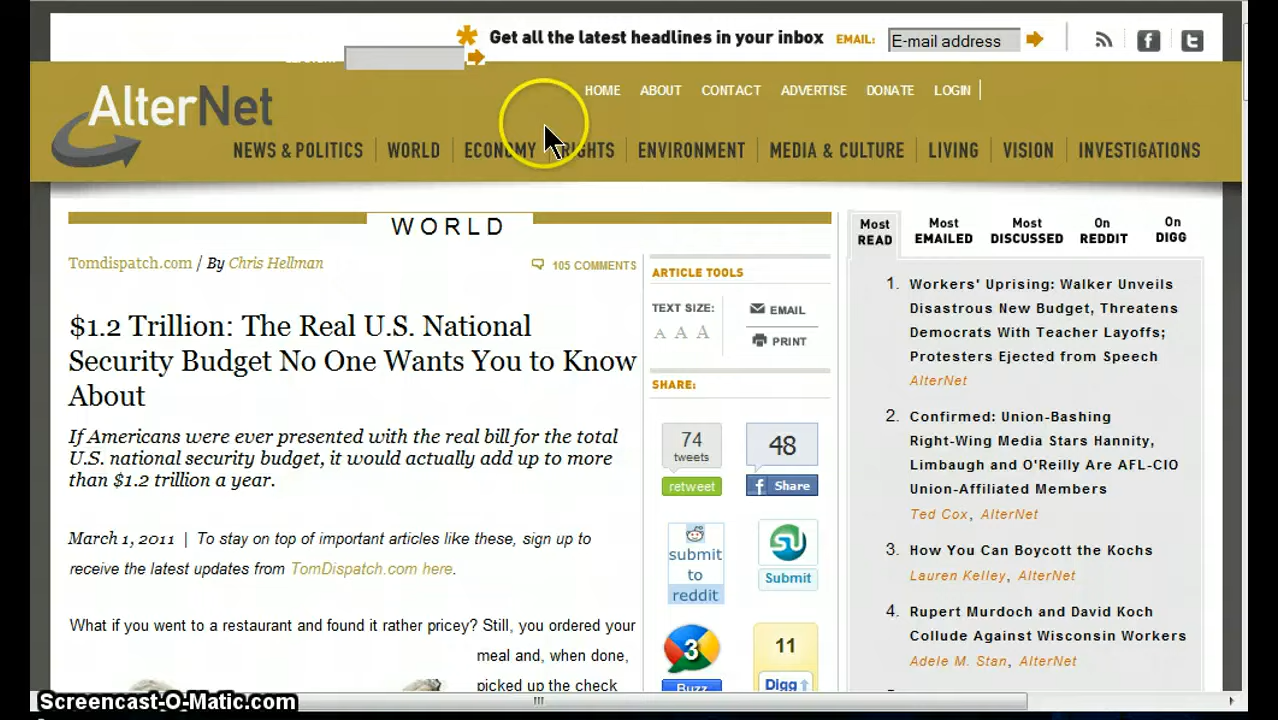 Get all the latest headlines in your inbox EMAIL: E-mail address
AlterNet
HOME ABOUT CONTACT ADVERTISE DONATE LOGIN
NEWS & POLITICS WORLD ECONOMY RIGHTS ENVIRONMENT MEDIA & CULTURE LIVING VISION INVESTIGATIONS
WORLD
Tomdispatch.com / By Chris Hellman
105 COMMENTS
$1.2 Trillion: The Real U.S. National
Security Budget No One Wants You to Know
About
If Americans were ever presented with the real bill for the total
U.S. national security budget, it would actually add up to more
than $1.2 trillion a year.
March 1, 2011 | To stay on top of important articles like these, sign up to
receive the latest updates from TomDispatch.com here.
What if you went to a restaurant and found it rather pricey? Still, you ordered your
meal and, when done,
picked up the check
ARTICLE TOOLS
TEXT SIZE:
A A A
EMAIL
PRINT
SHARE:
74
tweets
retweet
48
f Share
submit
to
reddit
Submit
3
Buzz
11
Digg
Most
READ
Most
EMAILED
Most
DISCUSSED
On
REDDIT
On
DIGG
1. Workers' Uprising: Walker Unveils
Disastrous New Budget, Threatens
Democrats With Teacher Layoffs;
Protesters Ejected from Speech
AlterNet
2. Confirmed: Union-Bashing
Right-Wing Media Stars Hannity,
Limbaugh and O'Reilly Are AFL-CIO
Union-Affiliated Members
Ted Cox, AlterNet
3. How You Can Boycott the Kochs
Lauren Kelley, AlterNet
4. Rupert Murdoch and David Koch
Collude Against Wisconsin Workers
Adele M. Stan, AlterNet
Screencast-O-Matic.com